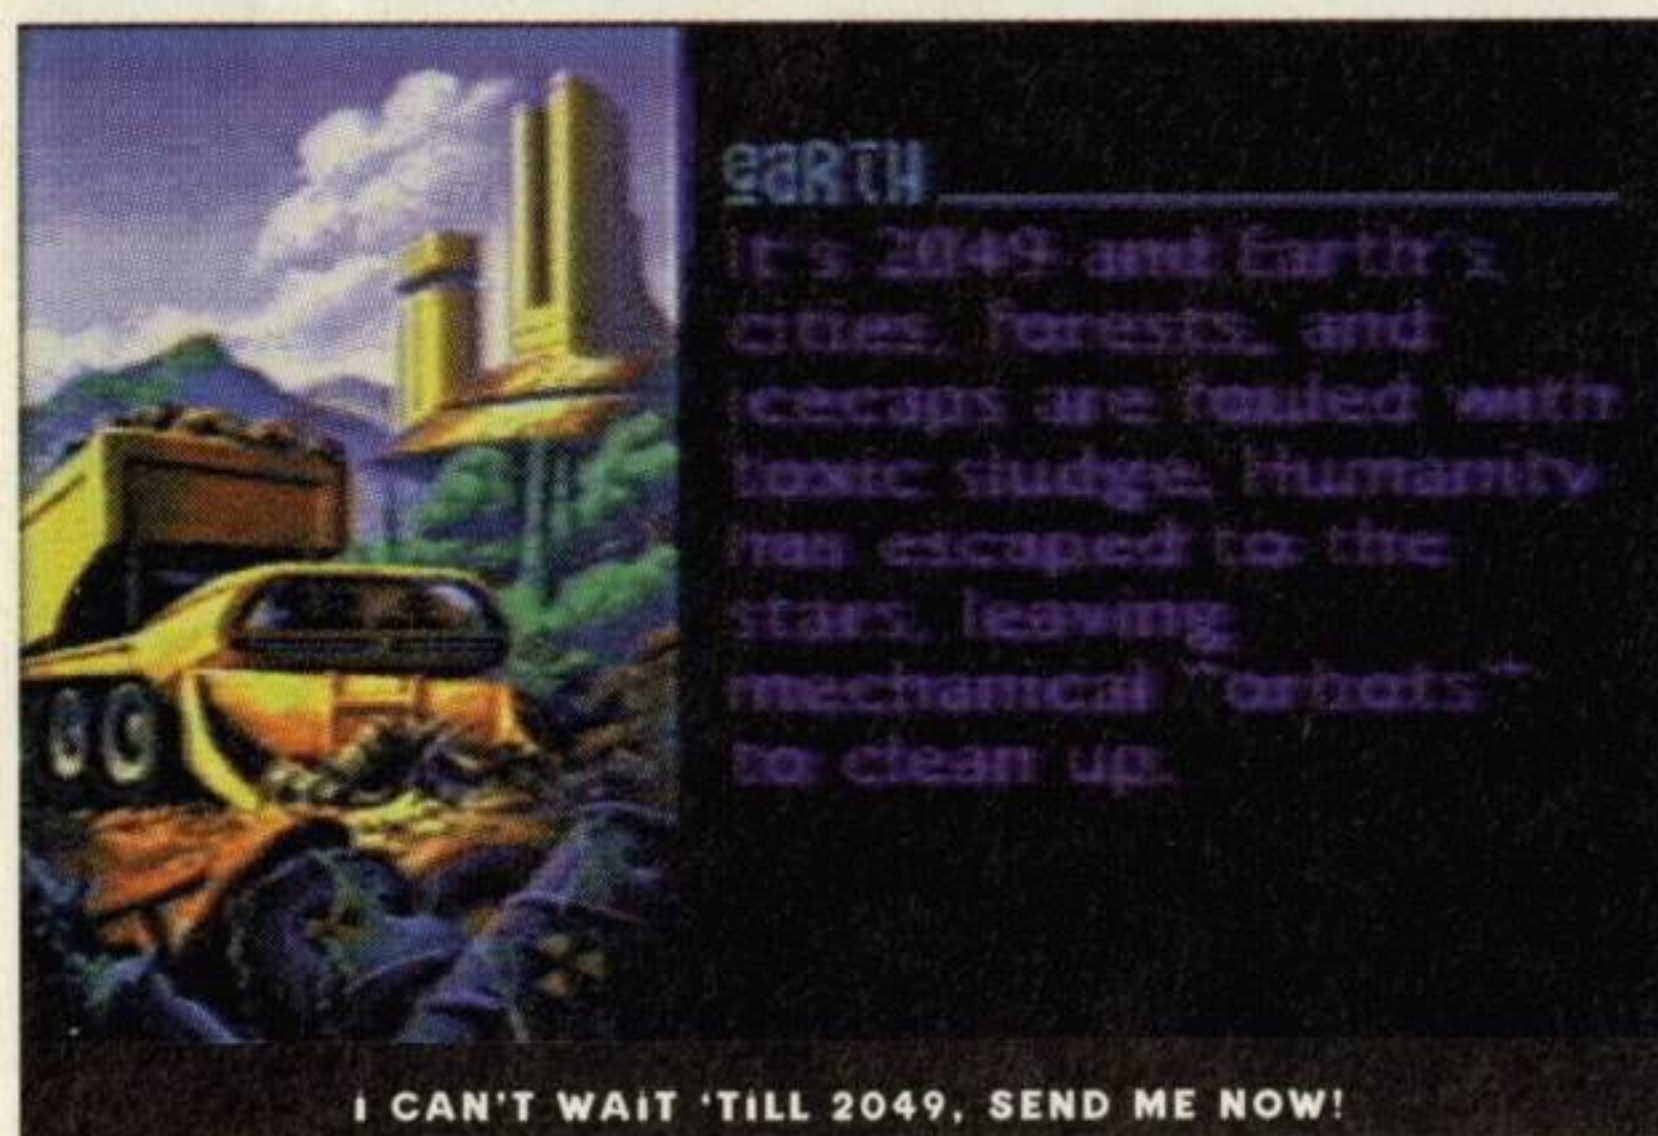 eaRTH
It's 2049 and Earth's
cities, forests, and
icecaps are fouled with
toxic sludge. Humanity
has escaped to the
stars, leaving
mechanical "orbots"
to clean up.
I CAN'T WAIT 'TILL 2049, SEND ME NOW!